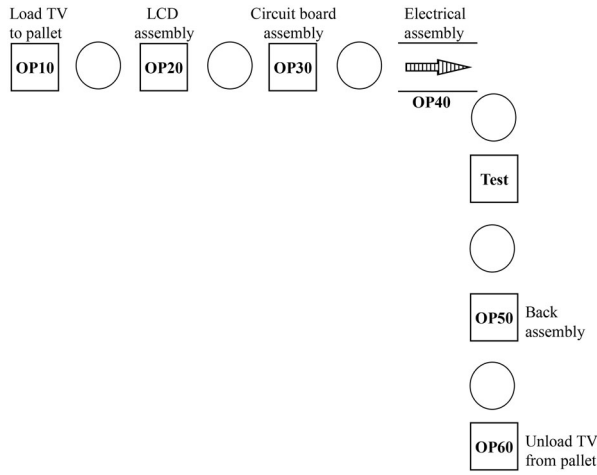 Load TV
to pallet
LCD
assembly
Circuit board
assembly
Electrical
assembly
OP10
OP20
OP30
OP40
Test
OP50
Back
assembly
OP60
Unload TV
from pallet